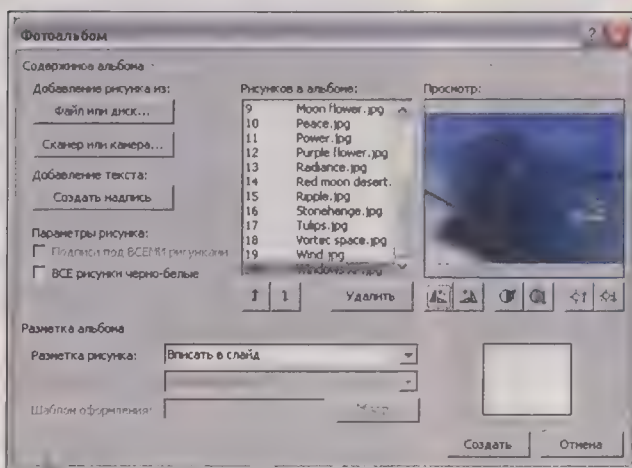 Фотоальбом
Содержимое альбома
Добавление рисунка из:
Файл или диск...
Сканер или камера...
Добавление текста:
Создать надпись
Параметры рисунка:
Подписи под ВСЕМИ рисунками
ВСЕ рисунки черно-белые
Рисунков в альбоме:
9 Moon flower.jpg
10 Peace.jpg
11 Power.jpg
12 Purple flower.jpg
13 Radiance.jpg
14 Red moon desert.
15 Ripple.jpg
16 Stonehenge.jpg
17 Tulips.jpg
18 Vortec space.jpg
19 Wind.jpg
Удалить
Просмотр:
Разметка альбома
Разметка рисунка:
Вписать в слайд
Шаблон оформления:
Создать
Отмена